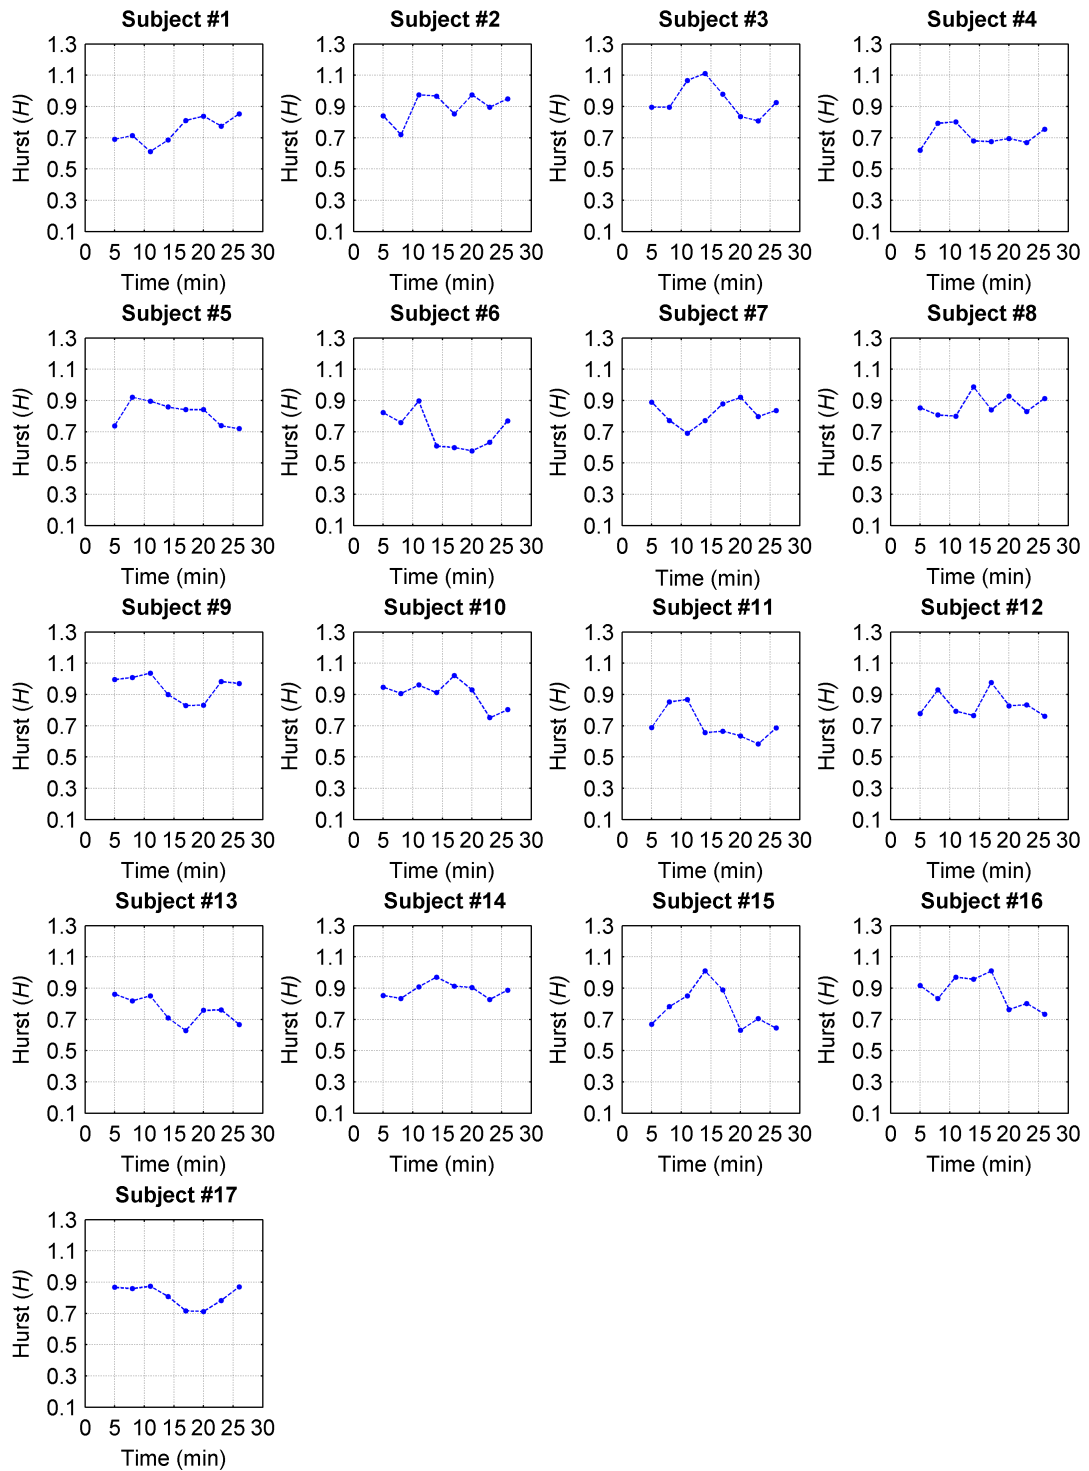 Subject #1 Subject #2 Subject #3 Subject #4
1.3 1.3 1.3 1.3
1.1 1.1 1.1 1.1
0.9 0.9 0.9 0.9
0.7 0.7 0.7 0.7
0.5 0.5 0.5 0.5
0.3 0.3 0.3 0.3
0.1 0.1 0.1 0.1
Hurst (H) Hurst (H) Hurst (H) Hurst (H)
0 5 10 15 20 25 30 0 5 10 15 20 25 30 0 5 10 15 20 25 30 0 5 10 15 20 25 30
Time (min) Time (min) Time (min) Time (min)
Subject #5 Subject #6 Subject #7 Subject #8
1.3 1.3 1.3 1.3
1.1 1.1 1.1 1.1
0.9 0.9 0.9 0.9
0.7 0.7 0.7 0.7
0.5 0.5 0.5 0.5
0.3 0.3 0.3 0.3
0.1 0.1 0.1 0.1
Hurst (H) Hurst (H) Hurst (H) Hurst (H)
0 5 10 15 20 25 30 0 5 10 15 20 25 30 0 5 10 15 20 25 30 0 5 10 15 20 25 30
Time (min) Time (min) Time (min) Time (min)
Subject #9 Subject #10 Subject #11 Subject #12
1.3 1.3 1.3 1.3
1.1 1.1 1.1 1.1
0.9 0.9 0.9 0.9
0.7 0.7 0.7 0.7
0.5 0.5 0.5 0.5
0.3 0.3 0.3 0.3
0.1 0.1 0.1 0.1
Hurst (H) Hurst (H) Hurst (H) Hurst (H)
0 5 10 15 20 25 30 0 5 10 15 20 25 30 0 5 10 15 20 25 30 0 5 10 15 20 25 30
Time (min) Time (min) Time (min) Time (min)
Subject #13 Subject #14 Subject #15 Subject #16
1.3 1.3 1.3 1.3
1.1 1.1 1.1 1.1
0.9 0.9 0.9 0.9
0.7 0.7 0.7 0.7
0.5 0.5 0.5 0.5
0.3 0.3 0.3 0.3
0.1 0.1 0.1 0.1
Hurst (H) Hurst (H) Hurst (H) Hurst (H)
0 5 10 15 20 25 30 0 5 10 15 20 25 30 0 5 10 15 20 25 30 0 5 10 15 20 25 30
Time (min) Time (min) Time (min) Time (min)
Subject #17
1.3
1.1
0.9
0.7
0.5
0.3
0.1
Hurst (H)
0 5 10 15 20 25 30
Time (min)